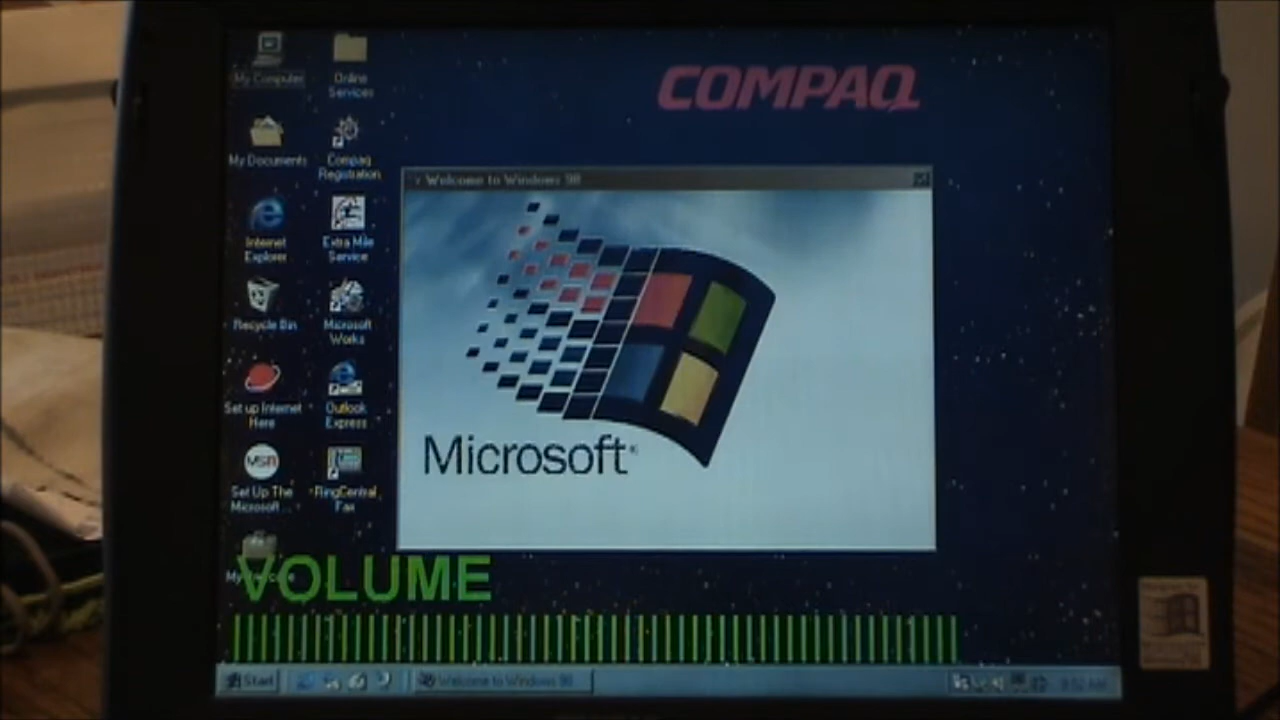 COMPAQ
My Computer
Online
Services
My Documents
Compaq
Registration
Internet
Explorer
Extra Mile
Service
Recycle Bin
Microsoft
Works
Set up Internet
Here
Outlook
Express
MSN
Set Up The
Microsoft ...
RingCentral
Fax
My
Welcome to Windows 98
Microsoft
VOLUME
Start
Welcome to Windows 98